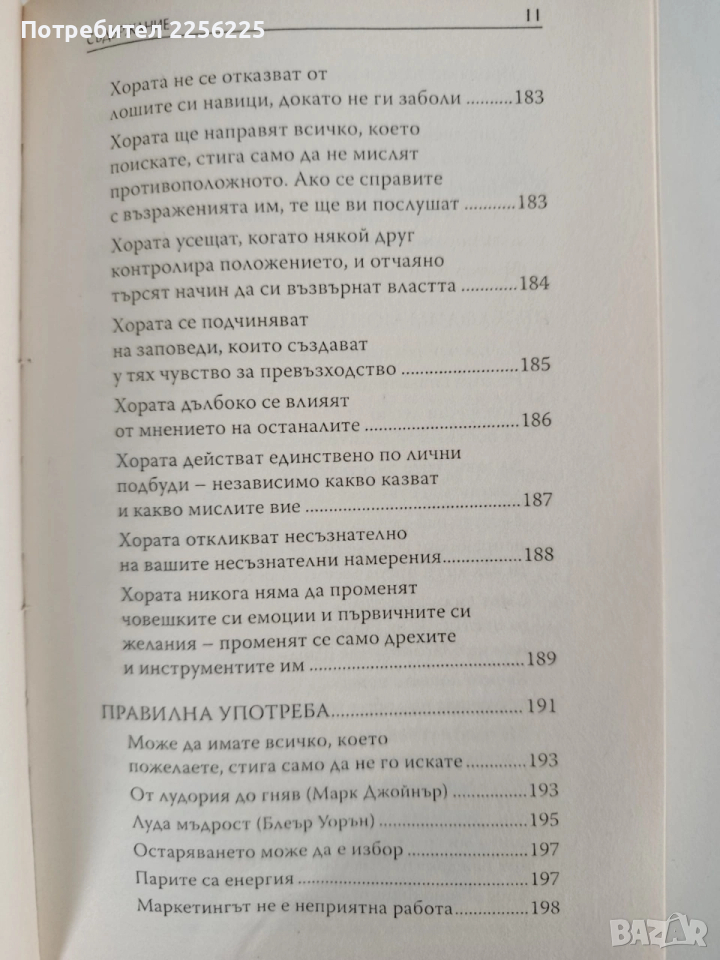 Потребител 2256225
11
Хората не се отказват от
лошите си навици, докато не ги заболи ..........183
Хората ще направят всичко, което
поискате, стига само да не мислят
противоположното. Ако се справите
с възраженията им, те ще ви послушат ...........183
Хората усещат, когато някой друг
контролира положението, и отчаяно
търсят начин да си възвърнат властта ............184
Хората се подчиняват
на заповеди, които създават
у тях чувство за превъзходство .........................185
Хората дълбоко се влияят
от мнението на останалите ...............................186
Хората действат единствено по лични
подбуди – независимо какво казват
и какво мислите вие ...........................................187
Хората откликват несъзнателно
на вашите несъзнателни намерения.................188
Хората никога няма да променят
човешките си емоции и първичните си
желания – променят се само дрехите
и инструментите им ...........................................189
ПРАВИЛНА УПОТРЕБА.................................191
Може да имате всичко, което
пожелаете, стига само да не го искате .............193
От лудория до гняв (Марк Джойнър) ..............193
Луда мъдрост (Блеър Уорън) ............................195
Остаряването може да е избор .........................197
Парите са енергия ..............................................197
Маркетингът не е неприятна работа................198
BAZAR